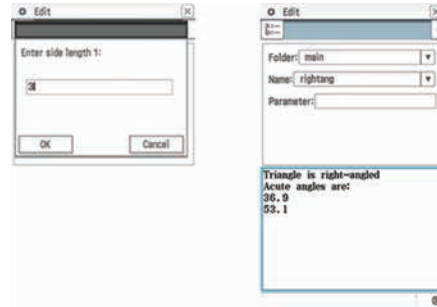 Edit
Enter side length 1:
3
OK
Cancel
Edit
Folder: main
Name: rightang
Parameter:
Triangle is right-angled
Acute angles are:
36.9
53.1